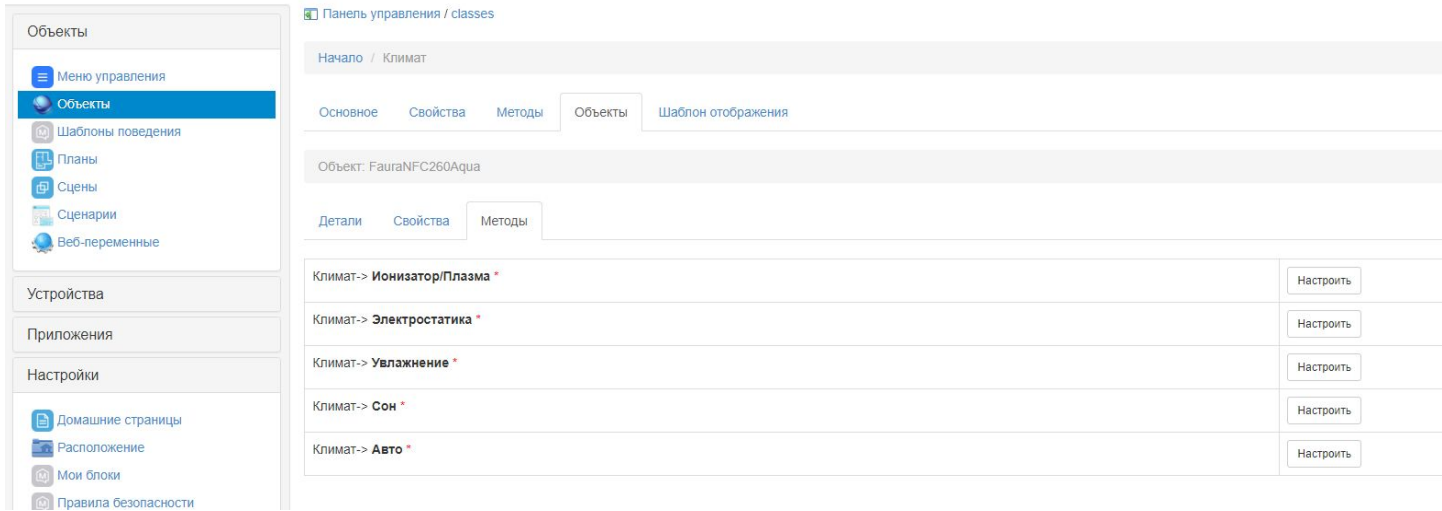 Объекты
Меню управления
Объекты
Шаблоны поведения
Планы
Сцены
Сценарии
Веб-переменные
Устройства
Приложения
Настройки
Домашние страницы
Расположение
Мои блоки
Правила безопасности
Панель управления / classes
Начало / Климат
Основное Свойства Методы Объекты Шаблон отображения
Объект: FauraNFC260Aqua
Детали Свойства Методы
Климат-> Ионизатор/Плазма * Настроить
Климат-> Электростатика * Настроить
Климат-> Увлажнение * Настроить
Климат-> Сон * Настроить
Климат-> Авто * Настроить